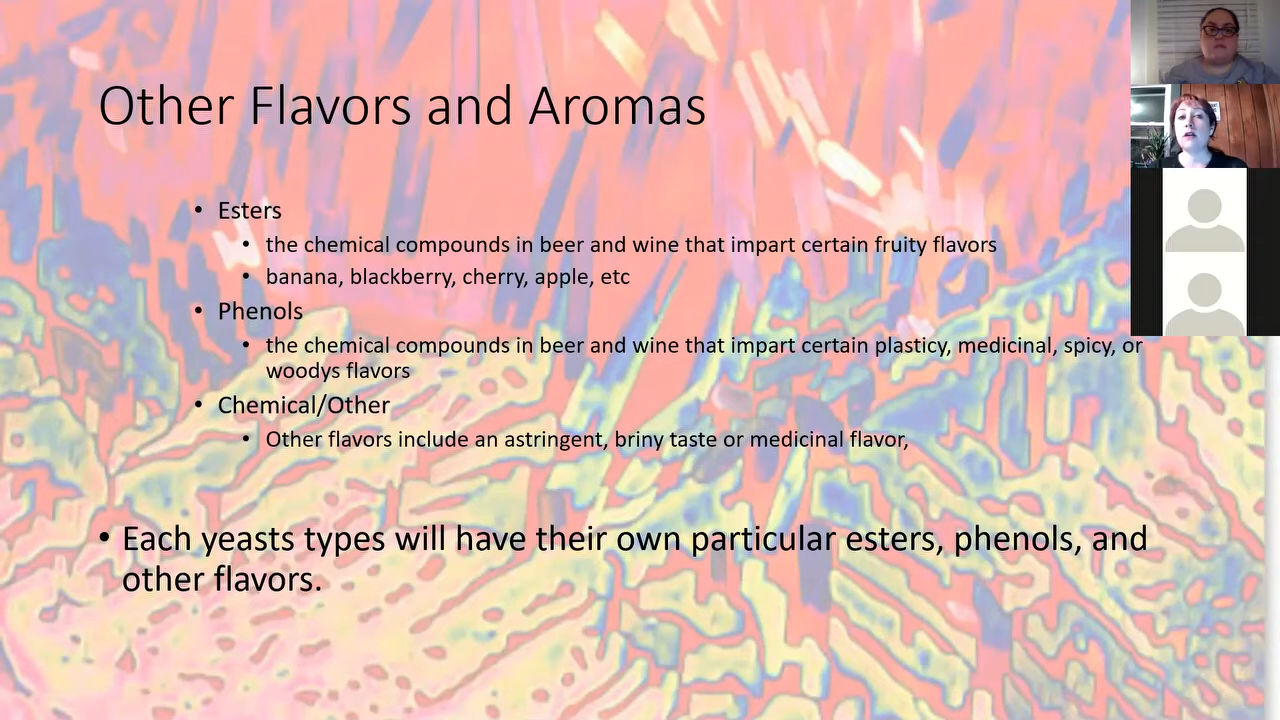 Other Flavors and Aromas
• Esters
• the chemical compounds in beer and wine that impart certain fruity flavors
• banana, blackberry, cherry, apple, etc
• Phenols
• the chemical compounds in beer and wine that impart certain plasticy, medicinal, spicy, or
woodys flavors
• Chemical/Other
• Other flavors include an astringent, briny taste or medicinal flavor,
• Each yeasts types will have their own particular esters, phenols, and
other flavors.